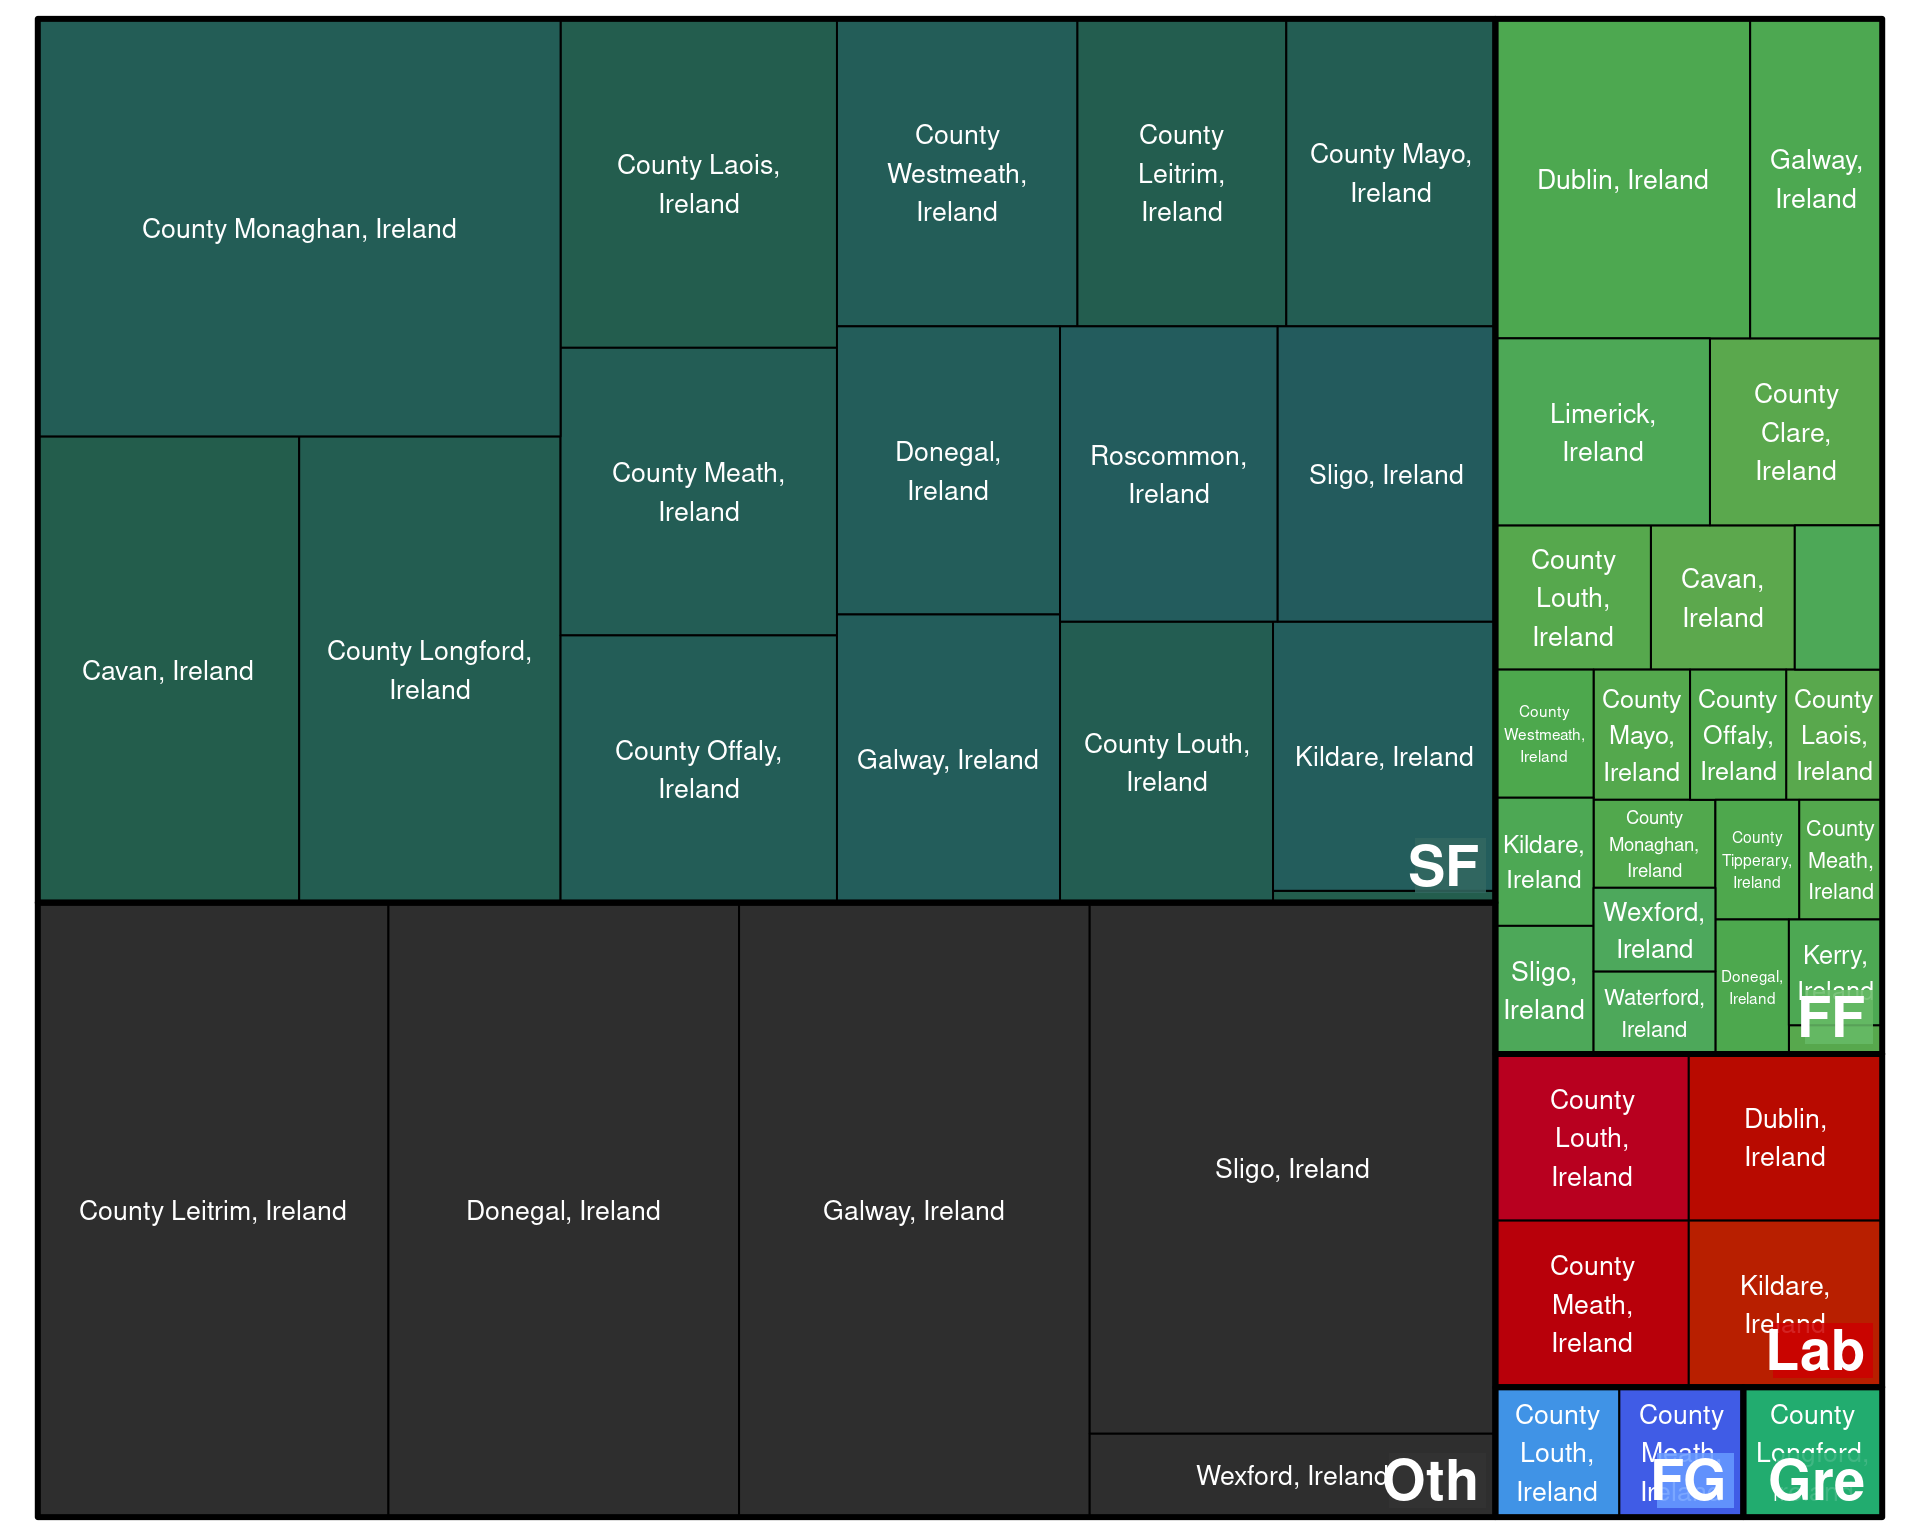 County Monaghan, Ireland
County Laois,
Ireland
County
Westmeath,
Ireland
County
Leitrim,
Ireland
County Mayo,
Ireland
Cavan, Ireland
County Longford,
Ireland
County Meath,
Ireland
County Offaly,
Ireland
Donegal,
Ireland
Roscommon,
Ireland
Sligo, Ireland
Galway, Ireland
County Louth,
Ireland
Kildare, Ireland
SF
County Leitrim, Ireland
Donegal, Ireland
Galway, Ireland
Sligo, Ireland
Wexford, Ireland
Oth
Dublin, Ireland
Galway,
Ireland
Limerick,
Ireland
County
Clare,
Ireland
County
Louth,
Ireland
Cavan,
Ireland
County
Westmeath,
Ireland
County
Mayo,
Ireland
County
Offaly,
Ireland
County
Laois,
Ireland
Kildare,
Ireland
County
Monaghan,
Ireland
County
Tipperary,
Ireland
County
Meath,
Ireland
Wexford,
Ireland
Sligo,
Ireland
Waterford,
Ireland
Donegal,
Ireland
Kerry,
Ireland
FF
County
Louth,
Ireland
Dublin,
Ireland
County
Meath,
Ireland
Kildare,
Ireland
Lab
County
Louth,
Ireland
County
Meath,
Ireland
FG
County
Longford,
Ireland
Gre